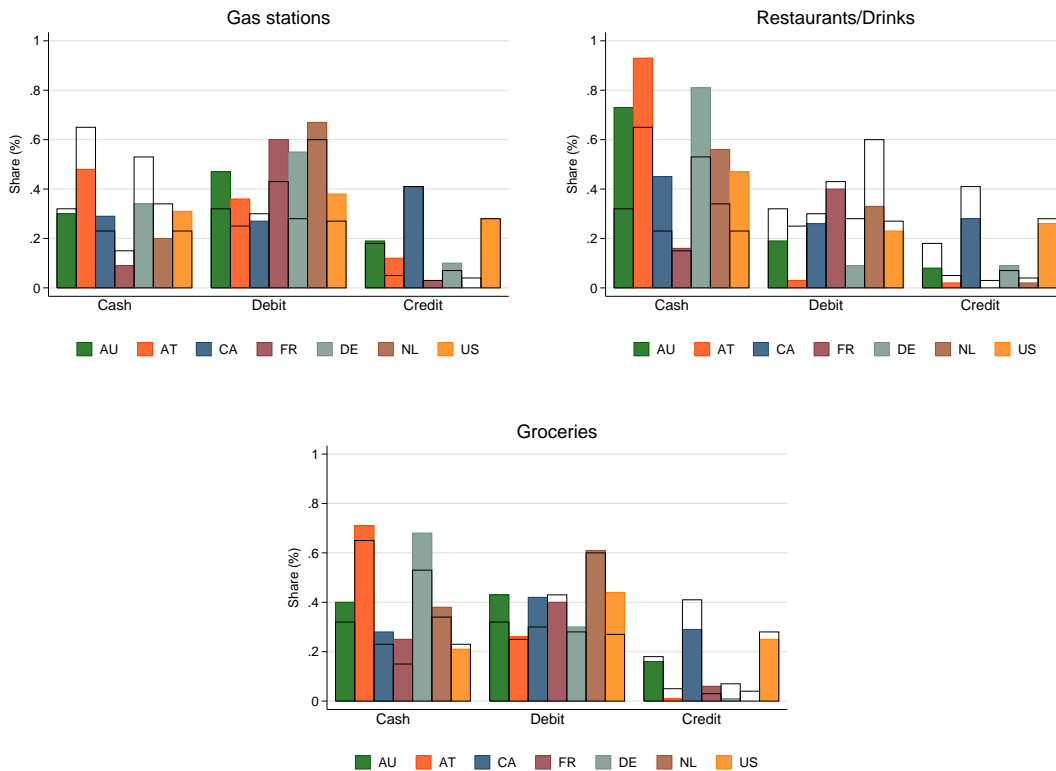 Gas stations
Share (%)
1
.8
.6
.4
.2
0
Cash Debit Credit
AU AT CA FR DE NL US
Restaurants/Drinks
Share (%)
1
.8
.6
.4
.2
0
Cash Debit Credit
AU AT CA FR DE NL US
Groceries
Share (%)
1
.8
.6
.4
.2
0
Cash Debit Credit
AU AT CA FR DE NL US